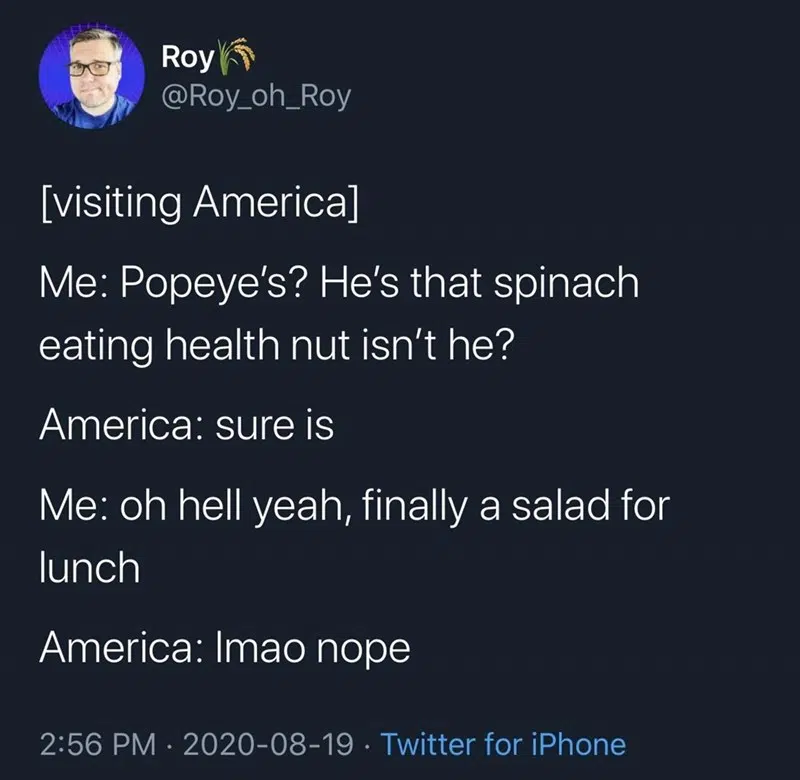 Roy🌾
@Roy_oh_Roy
[visiting America]
Me: Popeye’s? He’s that spinach
eating health nut isn’t he?
America: sure is
Me: oh hell yeah, finally a salad for
lunch
America: lmao nope
2:56 PM · 2020-08-19 · Twitter for iPhone